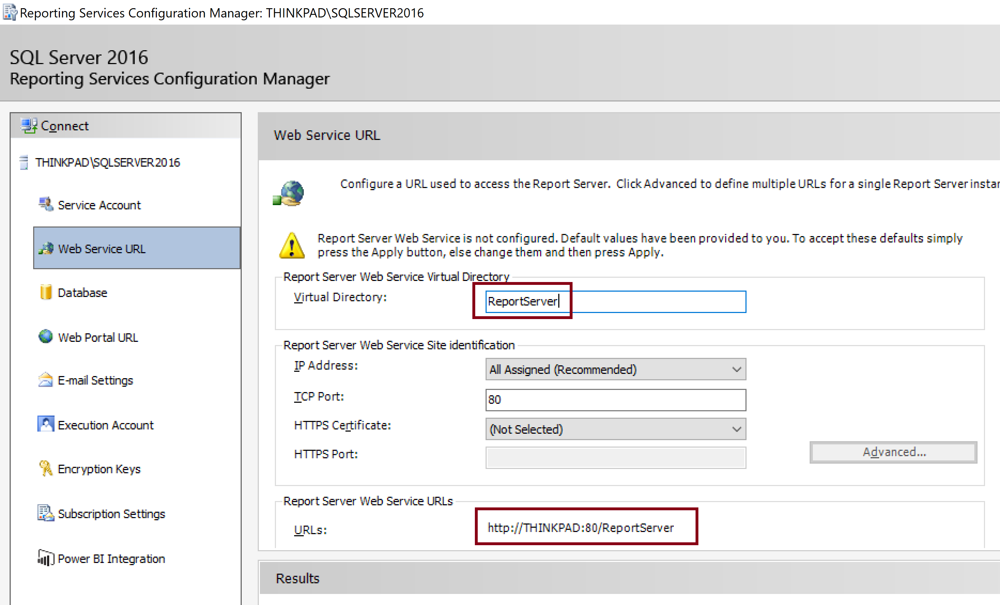 Reporting Services Configuration Manager: THINKPAD\SQLSERVER2016
SQL Server 2016
Reporting Services Configuration Manager
Connect
THINKPAD\SQLSERVER2016
Service Account
Web Service URL
Database
Web Portal URL
E-mail Settings
Execution Account
Encryption Keys
Subscription Settings
Power BI Integration
Web Service URL
Configure a URL used to access the Report Server. Click Advanced to define multiple URLs for a single Report Server instan
Report Server Web Service is not configured. Default values have been provided to you. To accept these defaults simply
press the Apply button, else change them and then press Apply.
Report Server Web Service Virtual Directory
Virtual Directory:
ReportServer
Report Server Web Service Site identification
IP Address:
All Assigned (Recommended)
TCP Port:
80
HTTPS Certificate:
(Not Selected)
HTTPS Port:
Advanced...
Report Server Web Service URLs
URLs:
http://THINKPAD:80/ReportServer
Results